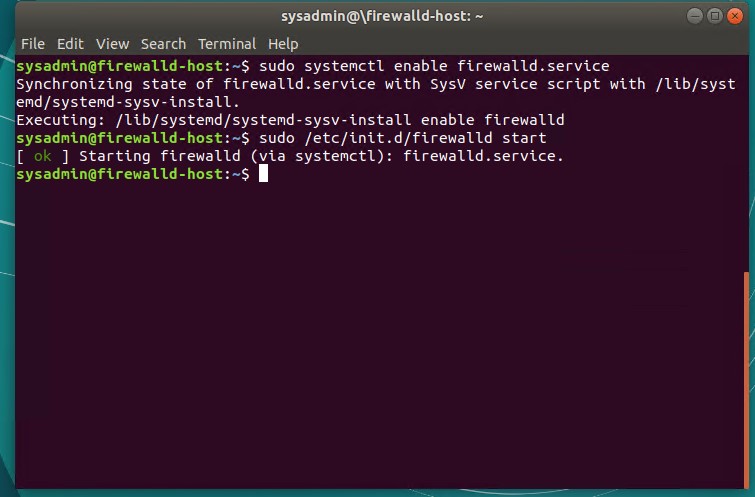 sysadmin@\firewalld-host: ~
File Edit View Search Terminal Help
sysadmin@firewalld-host:~$ sudo systemctl enable firewalld.service
Synchronizing state of firewalld.service with SysV service script with /lib/syst
emd/systemd-sysv-install.
Executing: /lib/systemd/systemd-sysv-install enable firewalld
sysadmin@firewalld-host:~$ sudo /etc/init.d/firewalld start
[ ok ] Starting firewalld (via systemctl): firewalld.service.
sysadmin@firewalld-host:~$